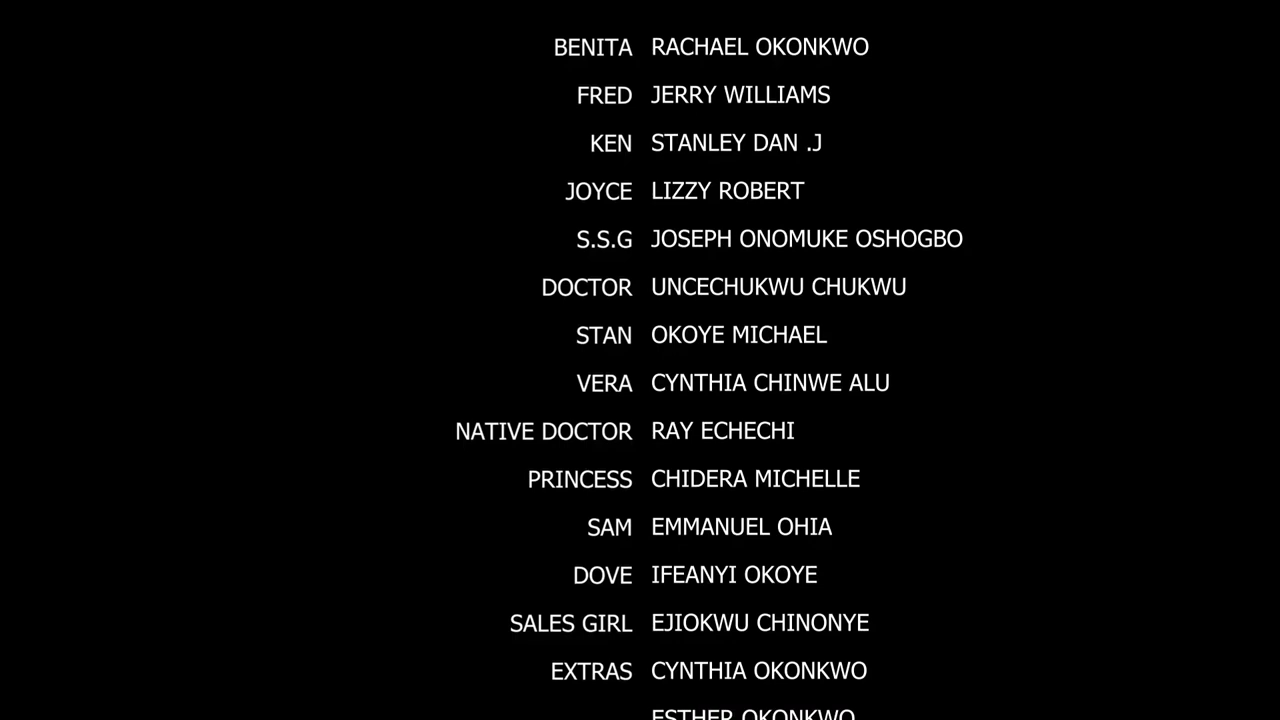 BENITA RACHAEL OKONKWO
FRED JERRY WILLIAMS
KEN STANLEY DAN .J
JOYCE LIZZY ROBERT
S.S.G JOSEPH ONOMUKE OSHOGBO
DOCTOR UNCECHUKWU CHUKWU
STAN OKOYE MICHAEL
VERA CYNTHIA CHINWE ALU
NATIVE DOCTOR RAY ECHECHI
PRINCESS CHIDERA MICHELLE
SAM EMMANUEL OHIA
DOVE IFEANYI OKOYE
SALES GIRL EJIOKWU CHINONYE
EXTRAS CYNTHIA OKONKWO
ESTHER OKONKWO